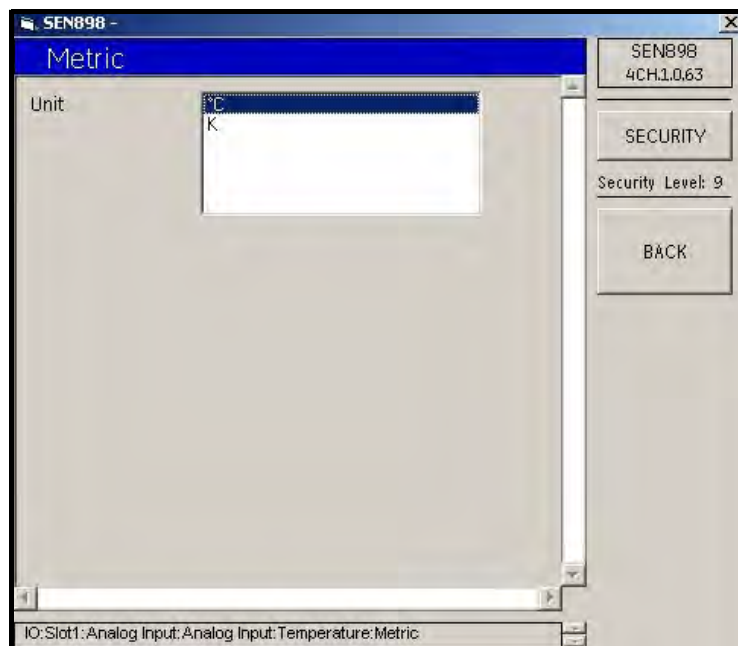 SEN898 -
Metric
Unit
°C
K
SEN898
4CH.1.0.63
SECURITY
Security Level: 9
BACK
IO:Slot1:Analog Input:Analog Input:Temperature:Metric